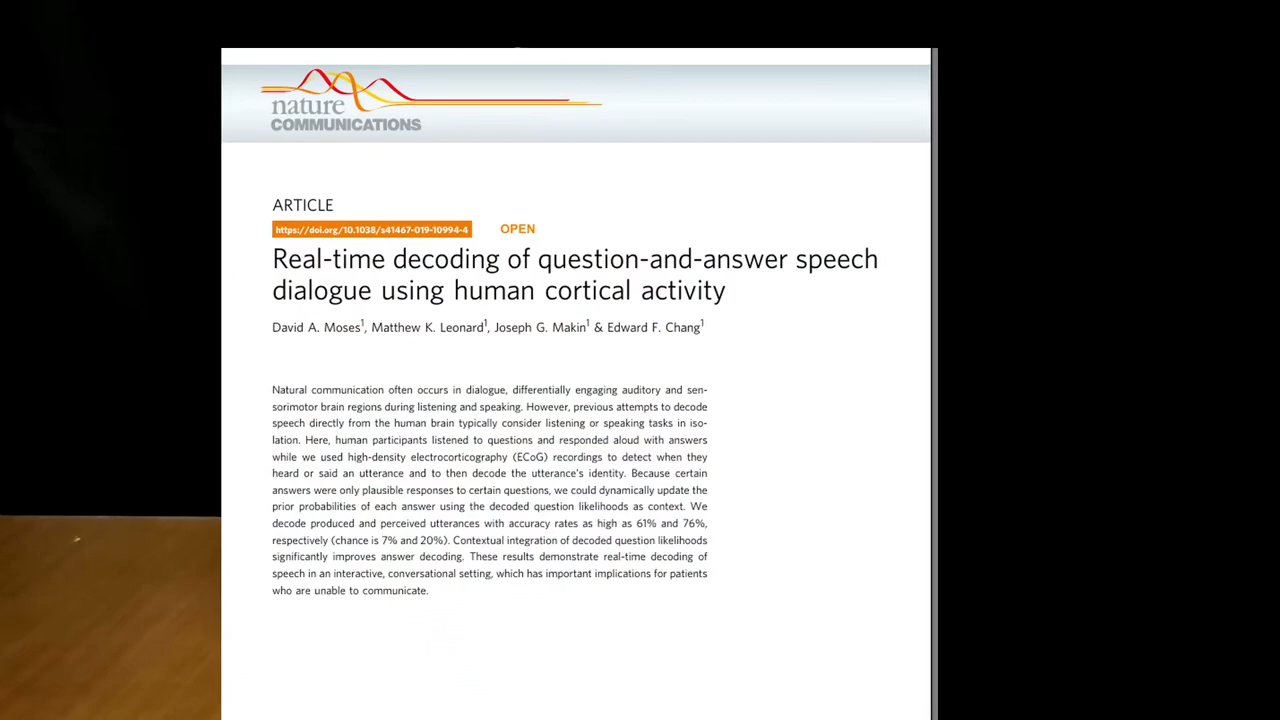 nature
COMMUNICATIONS
ARTICLE
https://doi.org/10.1038/s41467-019-10994-4 OPEN
Real-time decoding of question-and-answer speech
dialogue using human cortical activity
David A. Moses1, Matthew K. Leonard1, Joseph G. Makin1 & Edward F. Chang1
Natural communication often occurs in dialogue, differentially engaging auditory and sen-
sorimotor brain regions during listening and speaking. However, previous attempts to decode
speech directly from the human brain typically consider listening or speaking tasks in iso-
lation. Here, human participants listened to questions and responded aloud with answers
while we used high-density electrocorticography (ECoG) recordings to detect when they
heard or said an utterance and to then decode the utterance's identity. Because certain
answers were only plausible responses to certain questions, we could dynamically update the
prior probabilities of each answer using the decoded question likelihoods as context. We
decode produced and perceived utterances with accuracy rates as high as 61% and 76%,
respectively (chance is 7% and 20%). Contextual integration of decoded question likelihoods
significantly improves answer decoding. These results demonstrate real-time decoding of
speech in an interactive, conversational setting, which has important implications for patients
who are unable to communicate.